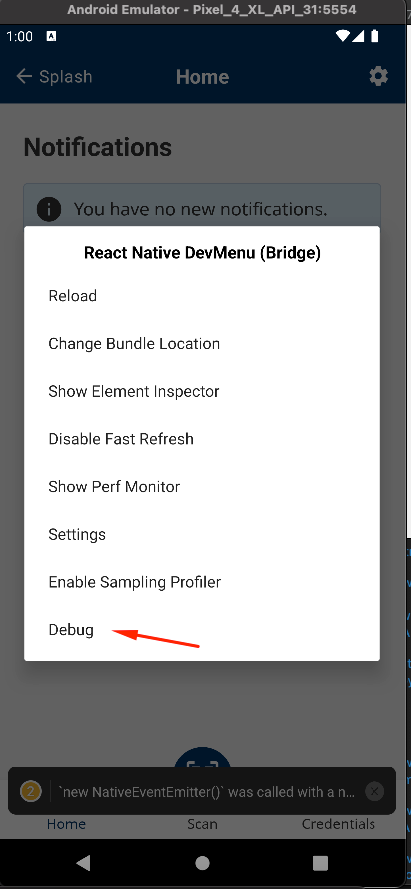 Android Emulator - Pixel_4_XL_API_31:5554
1:00 A
Splash Home
Notifications
You have no new notifications.
React Native DevMenu (Bridge)
Reload
Change Bundle Location
Show Element Inspector
Disable Fast Refresh
Show Perf Monitor
Settings
Enable Sampling Profiler
Debug
2 `new NativeEventEmitter()` was called with a n...
Home Scan Credentials